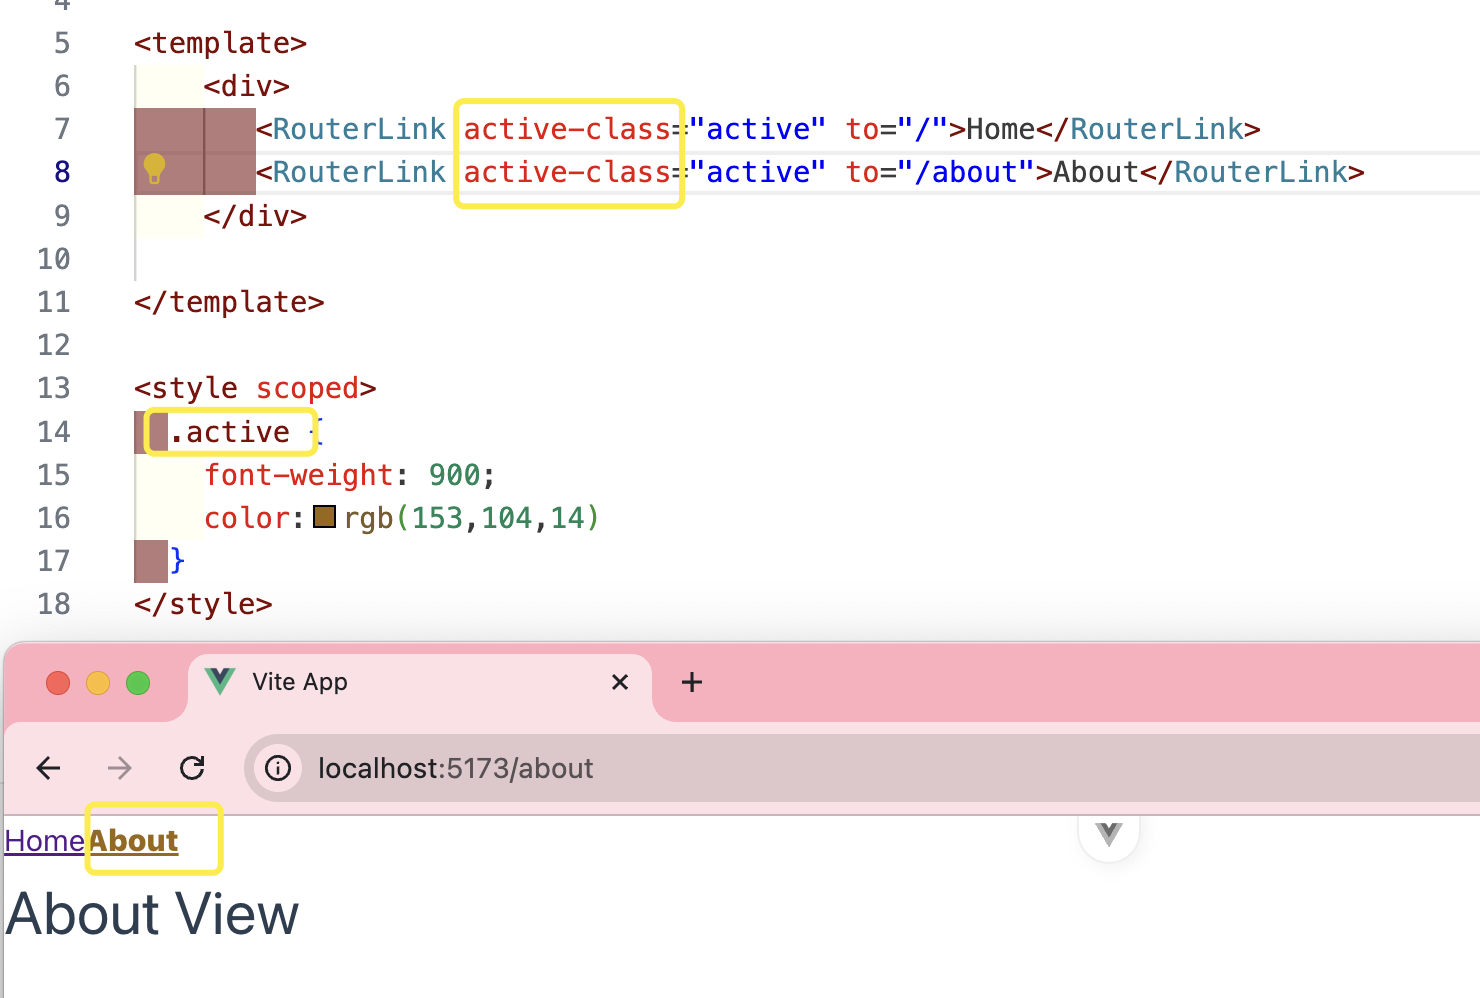 4
5 <template>
6 <div>
7 <RouterLink active-class="active" to="/">Home</RouterLink>
8 <RouterLink active-class="active" to="/about">About</RouterLink>
9 </div>
10
11 </template>
12
13 <style scoped>
14 .active {
15 font-weight: 900;
16 color: rgb(153,104,14)
17 }
18 </style>
Vite App
localhost:5173/about
HomeAbout
About View